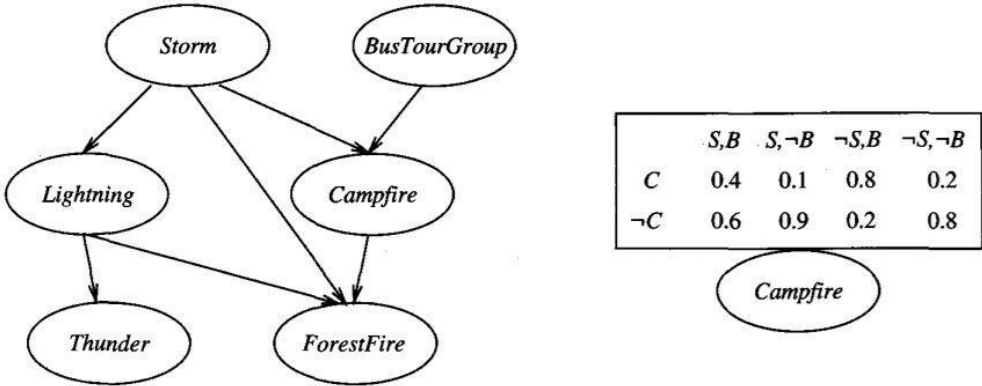 Storm
BusTourGroup
Lightning
Campfire
Thunder
ForestFire
S,B S,¬B ¬S,B ¬S,¬B
C 0.4 0.1 0.8 0.2
¬C 0.6 0.9 0.2 0.8
Campfire